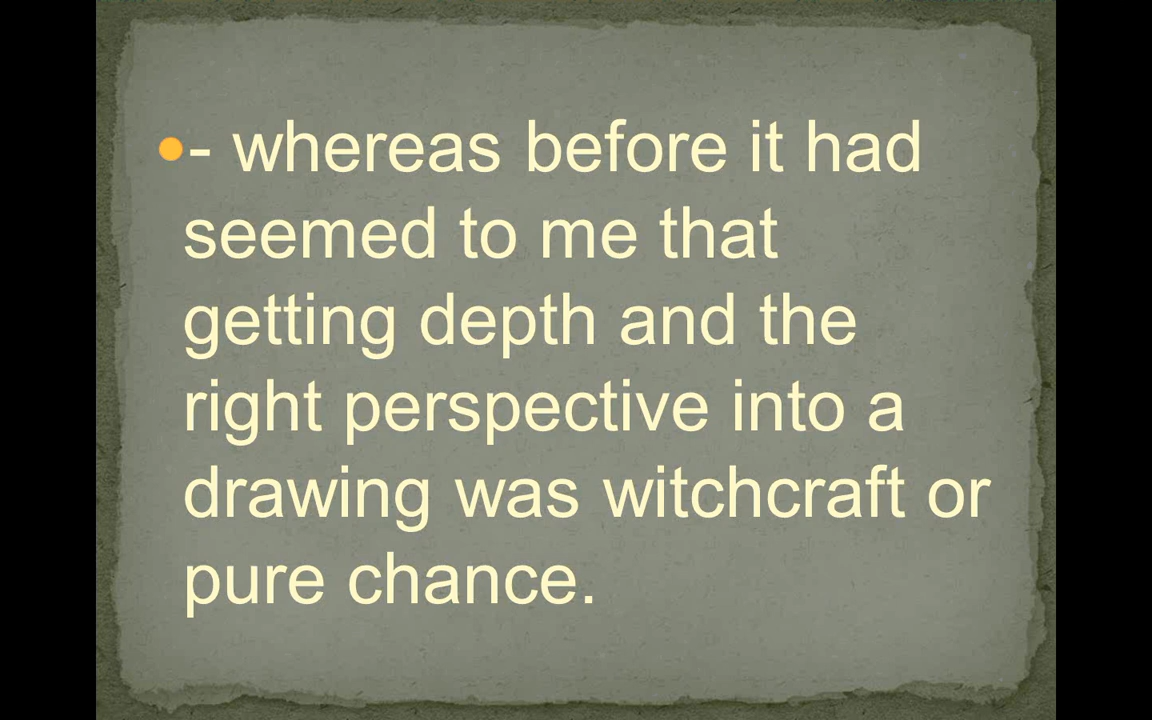 - whereas before it had
seemed to me that
getting depth and the
right perspective into a
drawing was witchcraft or
pure chance.